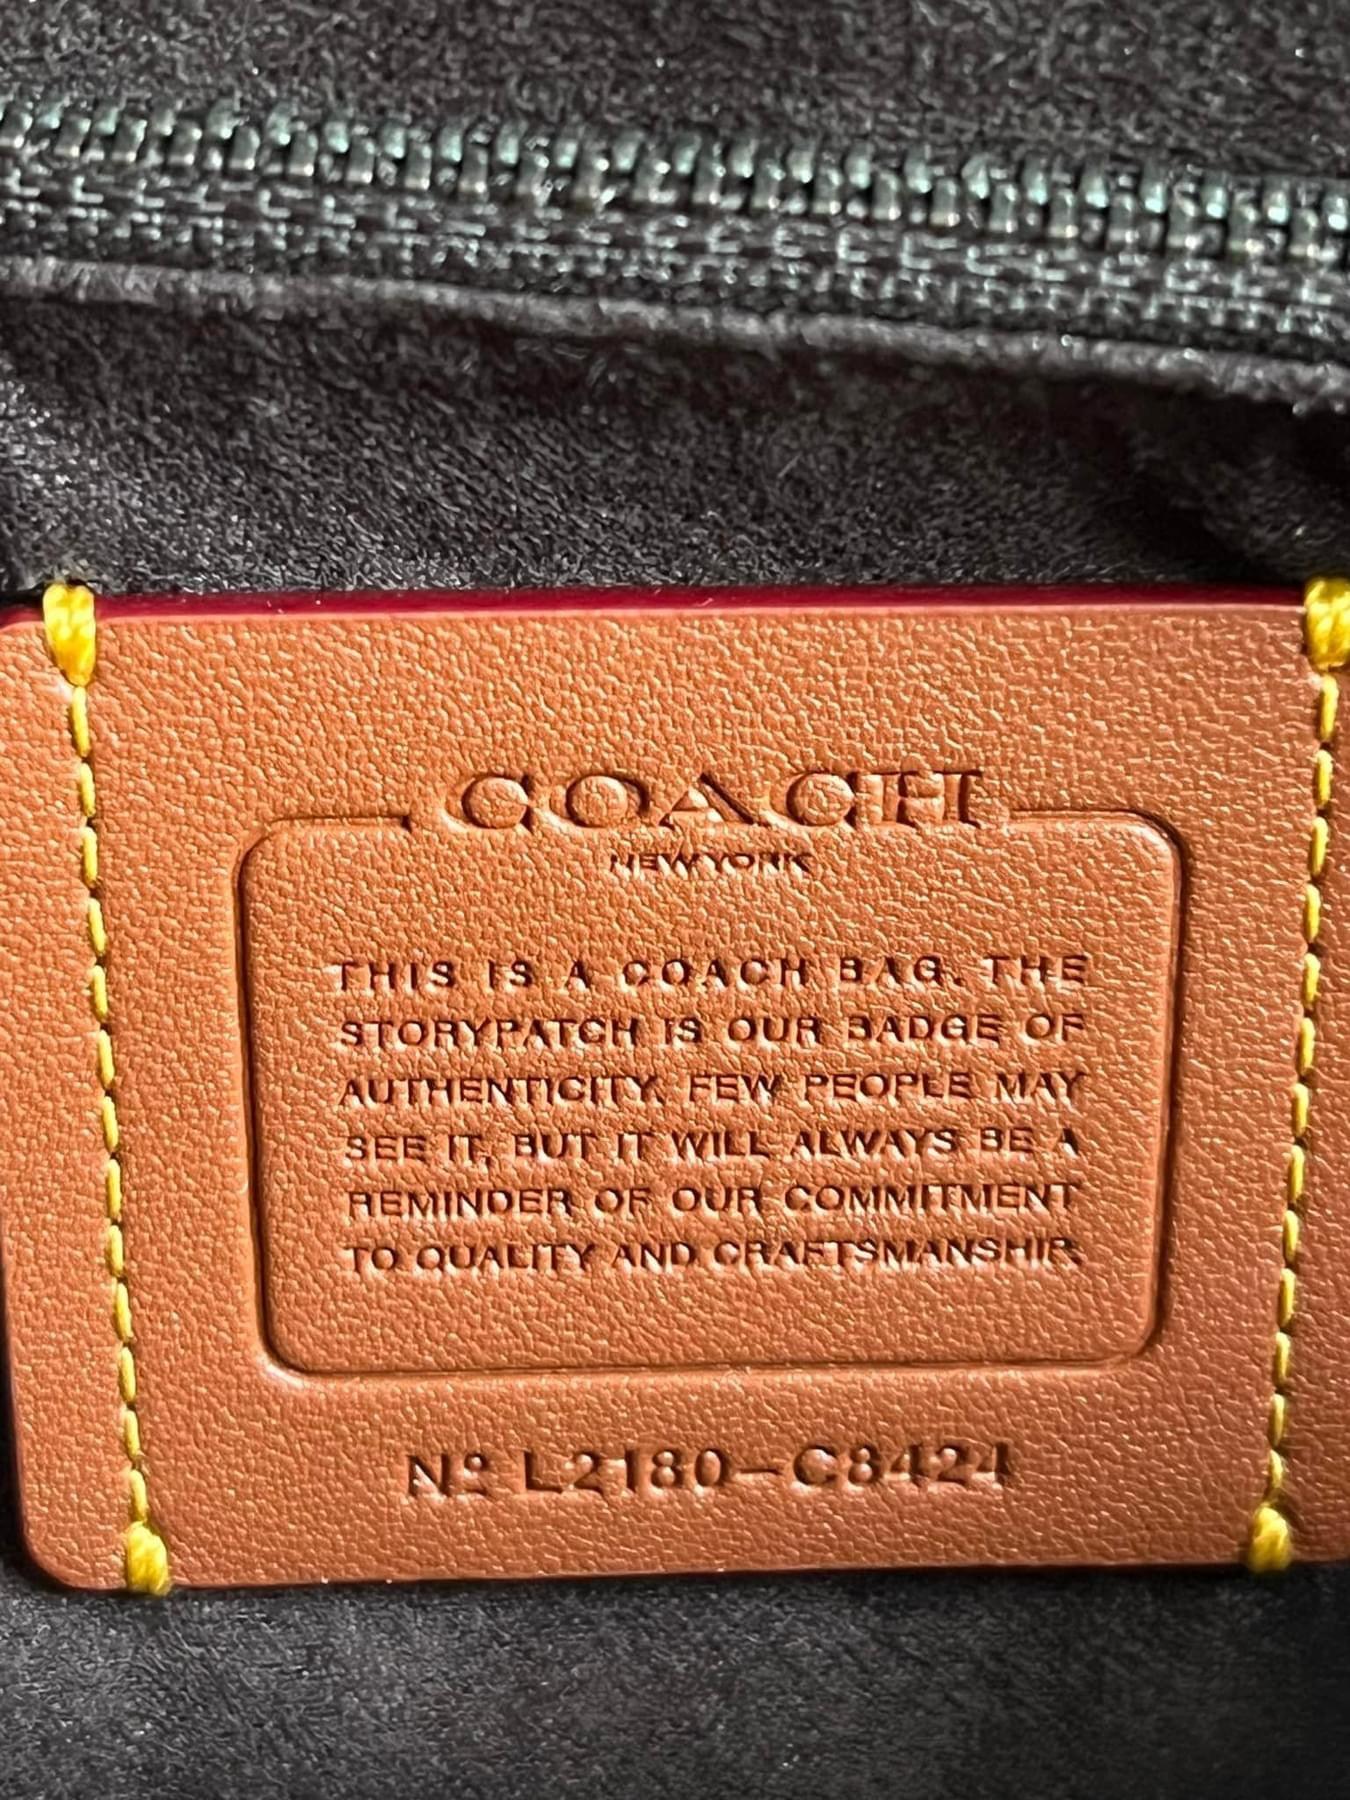 COACH
NEW YORK
THIS IS A COACH BAG. THE
STORYPATCH IS OUR BADGE OF
AUTHENTICITY. FEW PEOPLE MAY
SEE IT, BUT IT WILL ALWAYS BE A
REMINDER OF OUR COMMITMENT
TO QUALITY AND CRAFTSMANSHIP.
Nº L2180-C8424